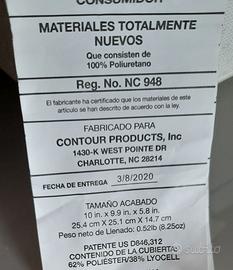 CONSUMIDOR
MATERIALES TOTALMENTE
NUEVOS
Que consisten de
100% Poliuretano
Reg. No. NC 948
El fabricante ha certificado que los materiales de este
artículo se han descrito de acuerdo con la ley.
FABRICADO PARA
CONTOUR PRODUCTS, Inc
1430-K WEST POINTE DR
CHARLOTTE, NC 28214
FECHA DE ENTREGA 3/8/2020
TAMAÑO ACABADO
10 in. x 9.9 in. x 5.8 in.
25.4 cm x 25.1 cm x 14.7 cm
Peso neto de Llenado: 0.52lb (8.25oz)
PATENTE US D846,312
CONTENIDO DE LA CUBIERTA:
62% POLIESTER/38% LYOCELL